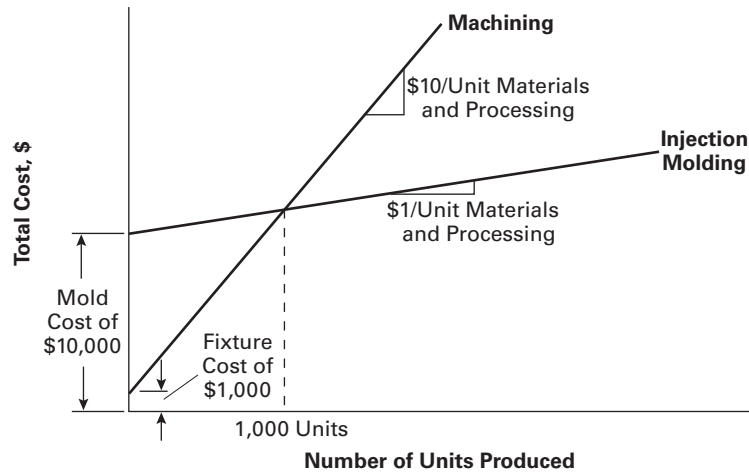 Machining
$10/Unit Materials
and Processing
Injection
Molding
$1/Unit Materials
and Processing
Total Cost, $
Mold
Cost of
$10,000
Fixture
Cost of
$1,000
1,000 Units
Number of Units Produced